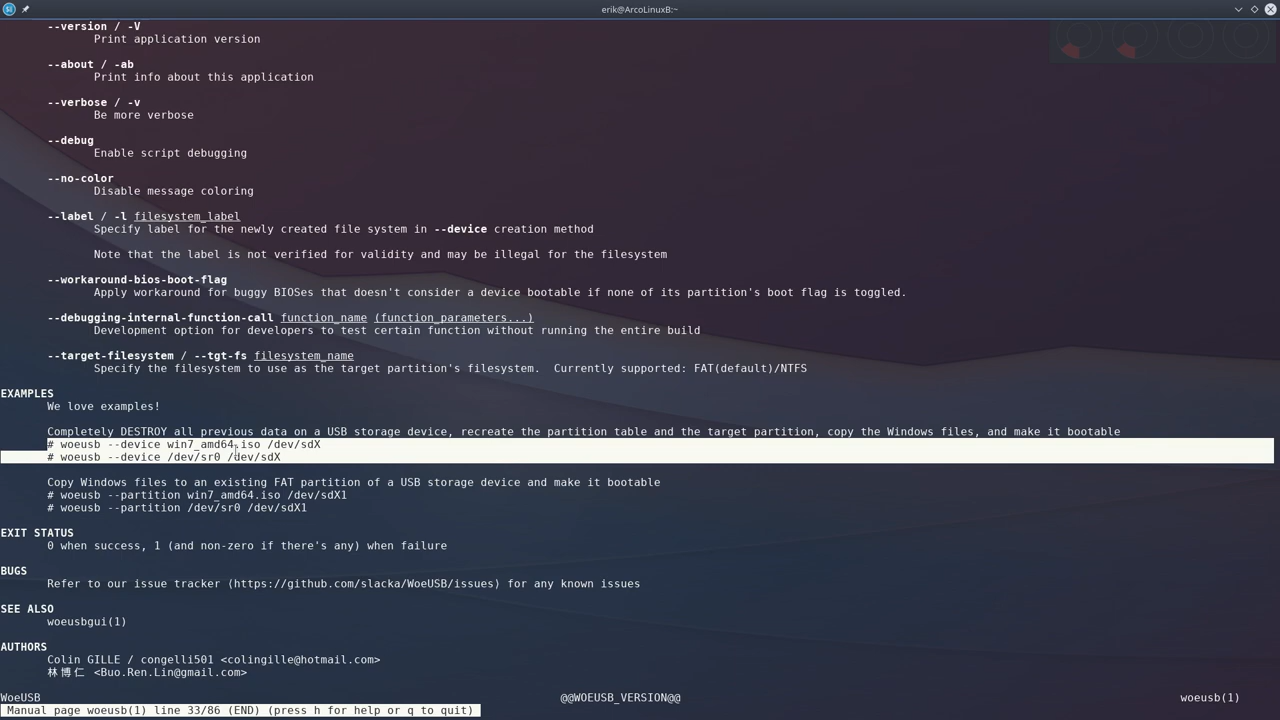 erik@ArcoLinuxB:~
--version / -V
Print application version
--about / -ab
Print info about this application
--verbose / -v
Be more verbose
--debug
Enable script debugging
--no-color
Disable message coloring
--label / -l filesystem_label
Specify label for the newly created file system in --device creation method
Note that the label is not verified for validity and may be illegal for the filesystem
--workaround-bios-boot-flag
Apply workaround for buggy BIOSes that doesn't consider a device bootable if none of its partition's boot flag is toggled.
--debugging-internal-function-call function_name (function_parameters...)
Development option for developers to test certain function without running the entire build
--target-filesystem / --tgt-fs filesystem_name
Specify the filesystem to use as the target partition's filesystem.  Currently supported: FAT(default)/NTFS
EXAMPLES
We love examples!
Completely DESTROY all previous data on a USB storage device, recreate the partition table and the target partition, copy the Windows files, and make it bootable
# woeusb --device win7_amd64.iso /dev/sdX
# woeusb --device /dev/sr0 /dev/sdX
Copy Windows files to an existing FAT partition of a USB storage device and make it bootable
# woeusb --partition win7_amd64.iso /dev/sdX1
# woeusb --partition /dev/sr0 /dev/sdX1
EXIT STATUS
0 when success, 1 (and non-zero if there's any) when failure
BUGS
Refer to our issue tracker ⟨https://github.com/slacka/WoeUSB/issues⟩ for any known issues
SEE ALSO
woeusbgui(1)
AUTHORS
Colin GILLE / congelli501 <colingille@hotmail.com>
林博仁 <Buo.Ren.Lin@gmail.com>
WoeUSB @@WOEUSB_VERSION@@ woeusb(1)
Manual page woeusb(1) line 33/86 (END) (press h for help or q to quit)